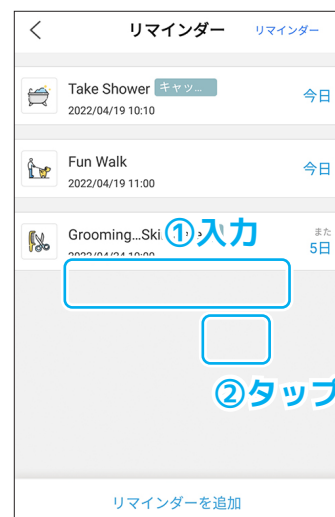 リマインダー
リマインダー
Take Shower キャッ...
2022/04/19 10:10
今日
Fun Walk
2022/04/19 11:00
今日
Grooming...Ski
また
5日
①入力
②タップ
リマインダーを追加